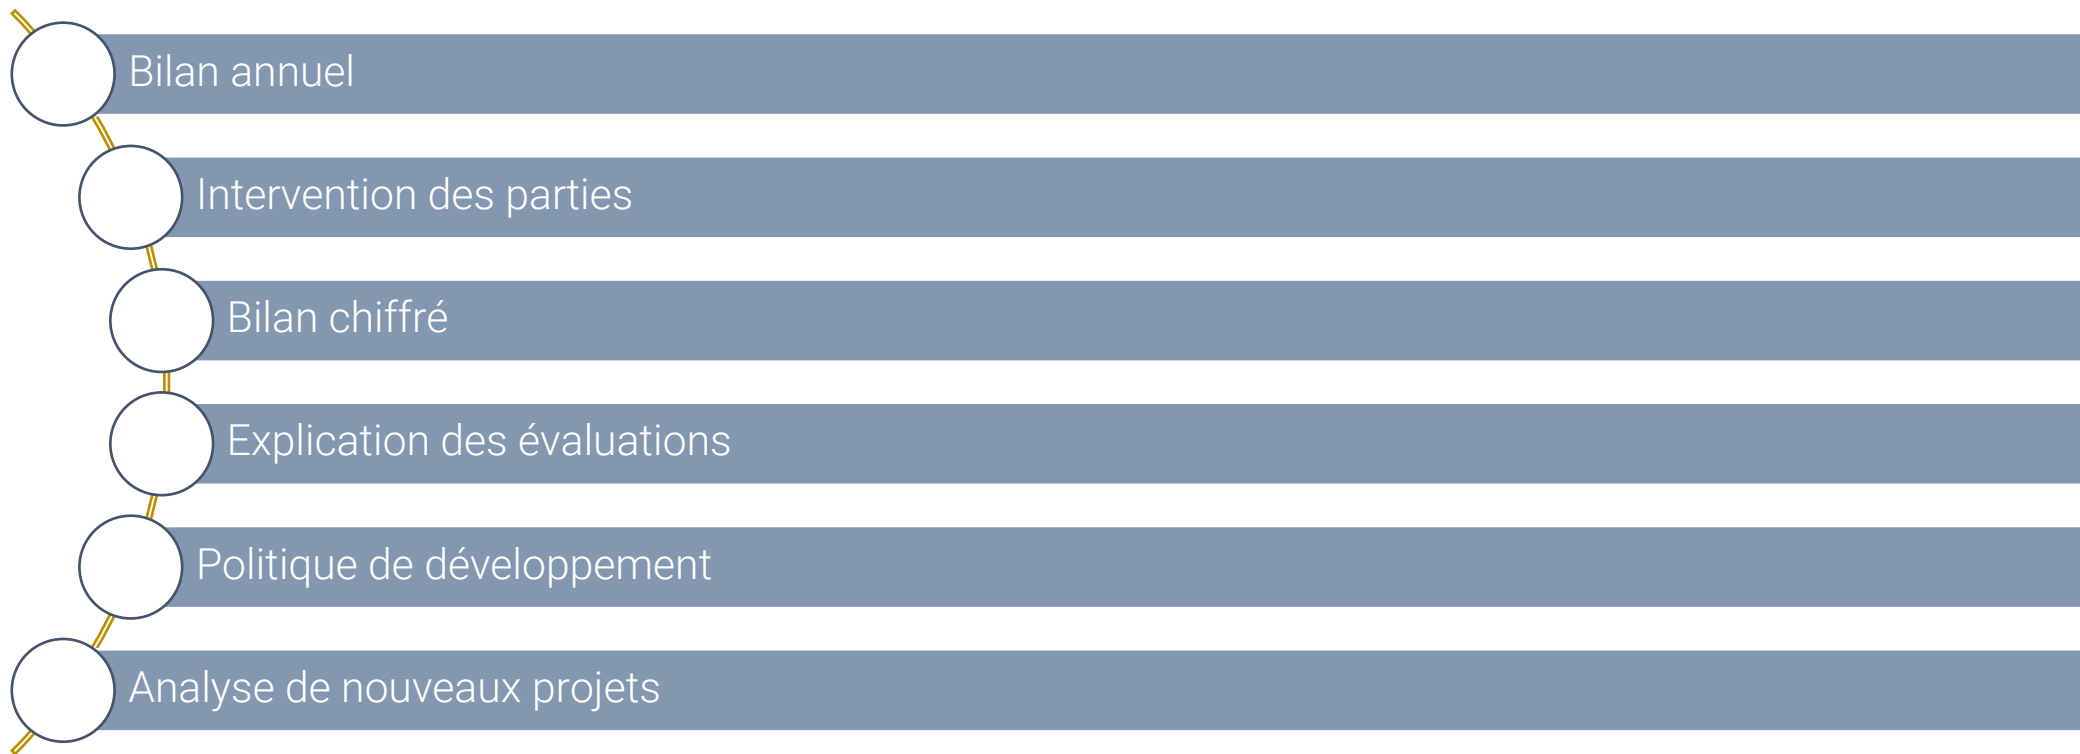 Bilan annuel
Intervention des parties
Bilan chiffré
Explication des évaluations
Politique de développement
Analyse de nouveaux projets